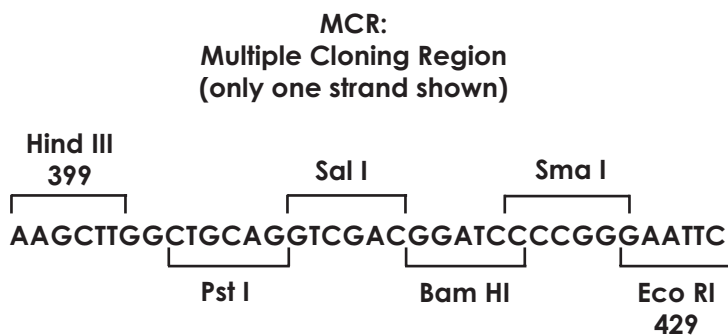 MCR:
Multiple Cloning Region
(only one strand shown)
Hind III
399
Sal I
Sma I
AAGCTTGGCTGCAGGTCGACGGATCCCCGGGAATTC
Pst I
Bam HI
Eco RI
429